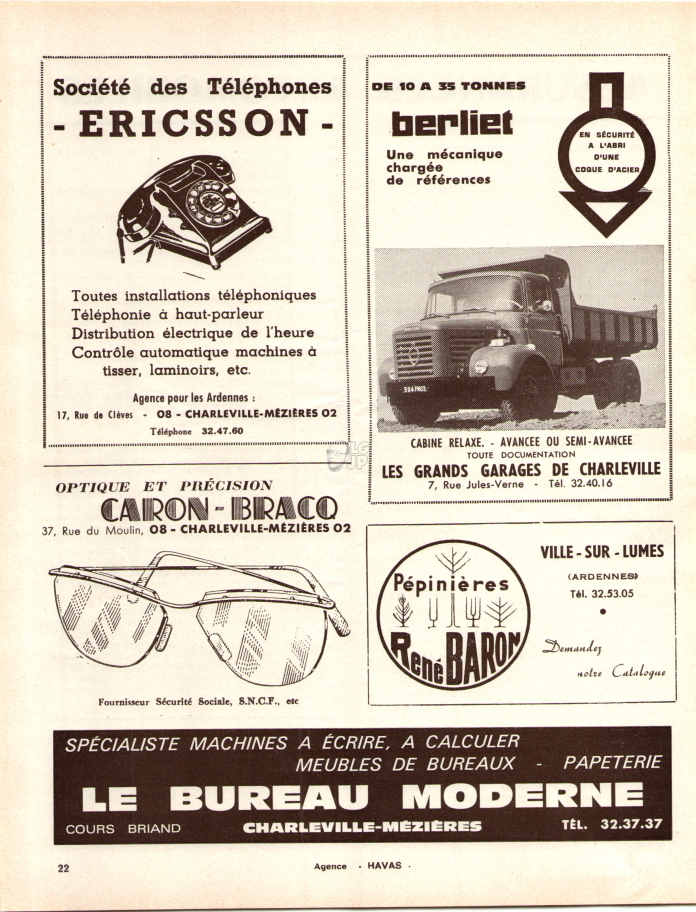 Société des Téléphones
- ERICSSON -
Toutes installations téléphoniques
Téléphonie à haut-parleur
Distribution électrique de l'heure
Contrôle automatique machines à
tisser, laminoirs, etc.
Agence pour les Ardennes :
17, Rue de Clèves - 08 - CHARLEVILLE-MÉZIÈRES 02
Téléphone 32.47.60
DE 10 A 35 TONNES
berliet
Une mécanique
chargée
de références
EN SÉCURITÉ
A L'ABRI
D'UNE
COQUE D'ACIER
CABINE RELAXE. - AVANCEE OU SEMI-AVANCEE
TOUTE DOCUMENTATION
LES GRANDS GARAGES DE CHARLEVILLE
7, Rue Jules-Verne - Tél. 32.40.16
OPTIQUE ET PRÉCISION
CARON - BRACQ
37, Rue du Moulin, 08 - CHARLEVILLE-MÉZIÈRES 02
Fournisseur Sécurité Sociale, S.N.C.F., etc
Pépinières
René BARON
VILLE - SUR - LUMES
(ARDENNES)
Tél. 32.53.05
Demandez
notre Catalogue
SPÉCIALISTE MACHINES A ÉCRIRE, A CALCULER
MEUBLES DE BUREAUX - PAPETERIE
LE BUREAU MODERNE
COURS BRIAND CHARLEVILLE-MÉZIÈRES TÉL. 32.37.37
22
Agence - HAVAS -